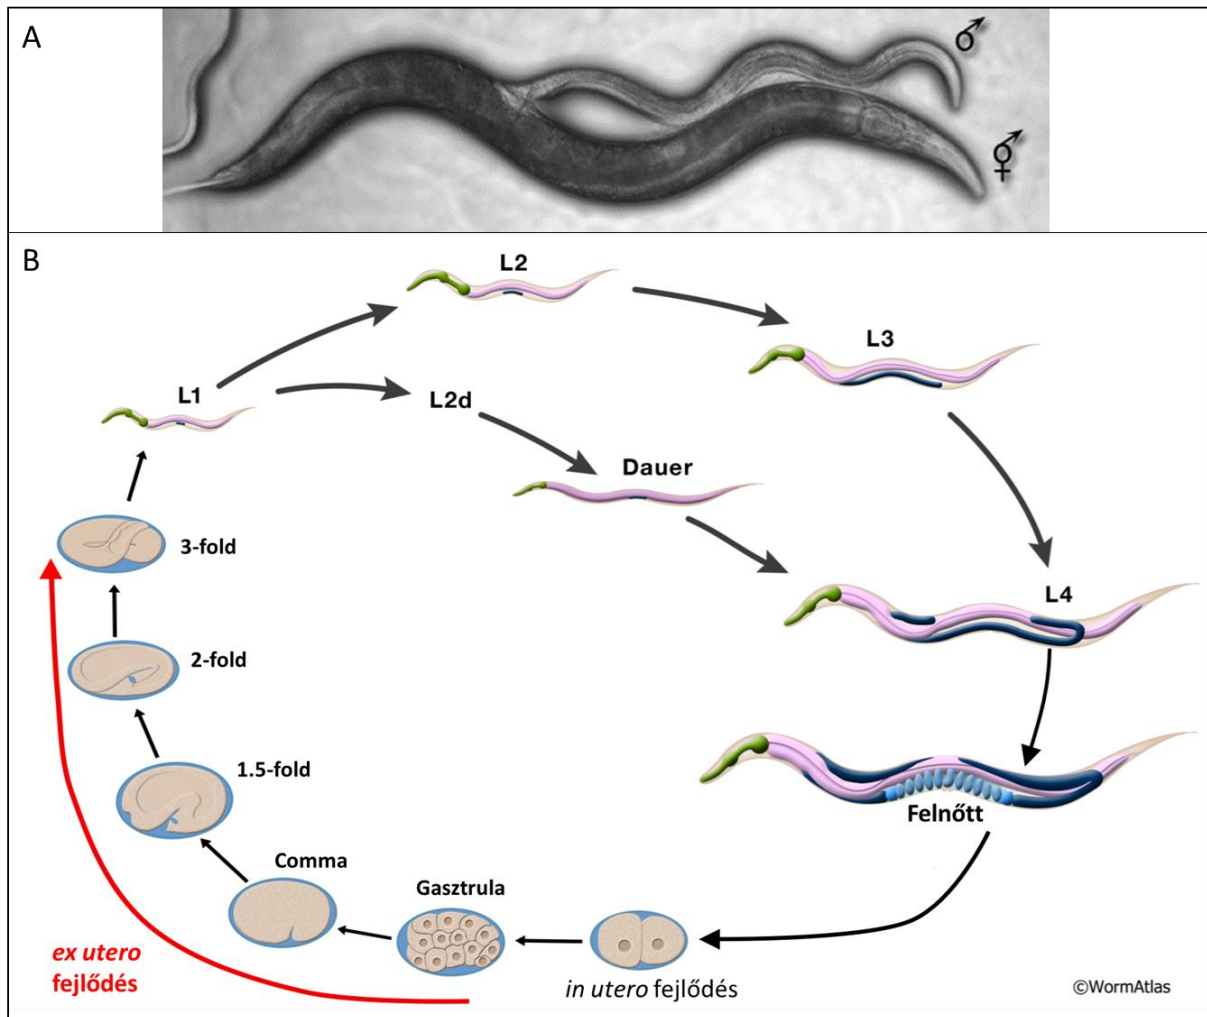 A
♂
⚥
B
L2
L3
L1
L2d
Dauer
3-fold
L4
2-fold
1.5-fold
Felnőtt
Comma
Gasztrula
ex utero
fejlődés
in utero fejlődés
©WormAtlas